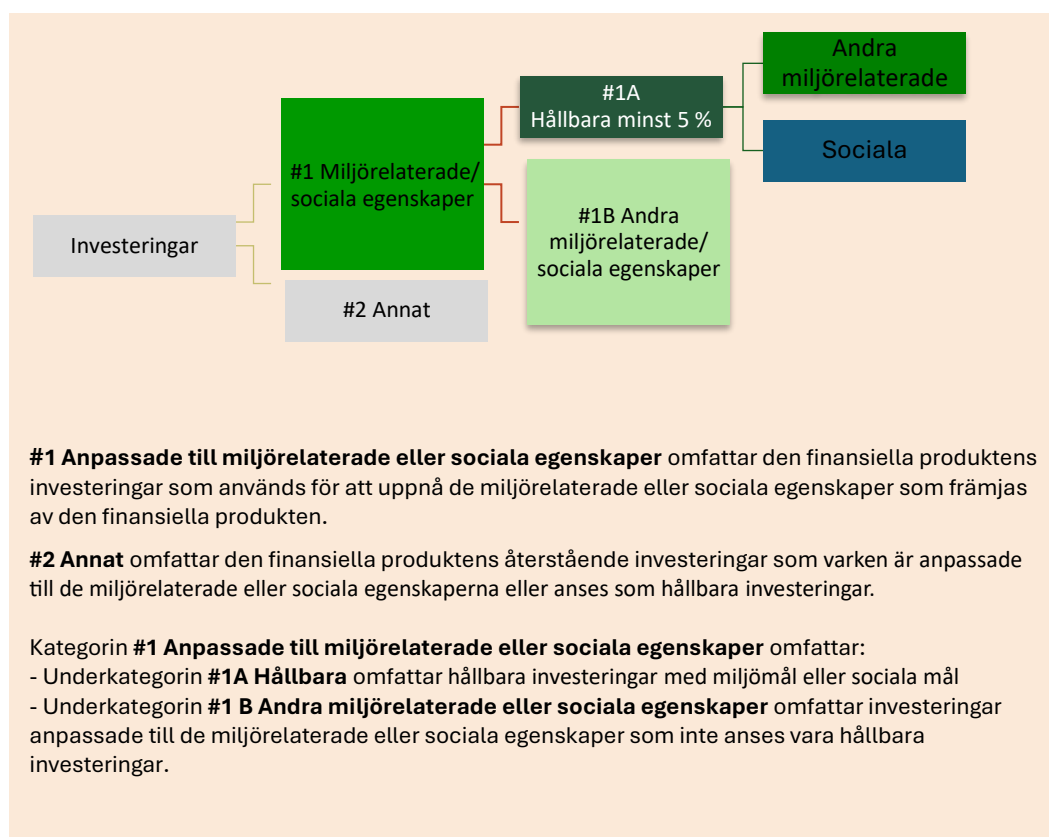 Andra
miljörelaterade
#1A
Hållbara minst 5 %
Sociala
#1 Miljörelaterade/
sociala egenskaper
#1B Andra
miljörelaterade/
sociala egenskaper
Investeringar
#2 Annat
#1 Anpassade till miljörelaterade eller sociala egenskaper omfattar den finansiella produktens
investeringar som används för att uppnå de miljörelaterade eller sociala egenskaper som främjas
av den finansiella produkten.
#2 Annat omfattar den finansiella produktens återstående investeringar som varken är anpassade
till de miljörelaterade eller sociala egenskaperna eller anses som hållbara investeringar.
Kategorin #1 Anpassade till miljörelaterade eller sociala egenskaper omfattar:
- Underkategorin #1A Hållbara omfattar hållbara investeringar med miljömål eller sociala mål
- Underkategorin #1 B Andra miljörelaterade eller sociala egenskaper omfattar investeringar
anpassade till de miljörelaterade eller sociala egenskaper som inte anses vara hållbara
investeringar.